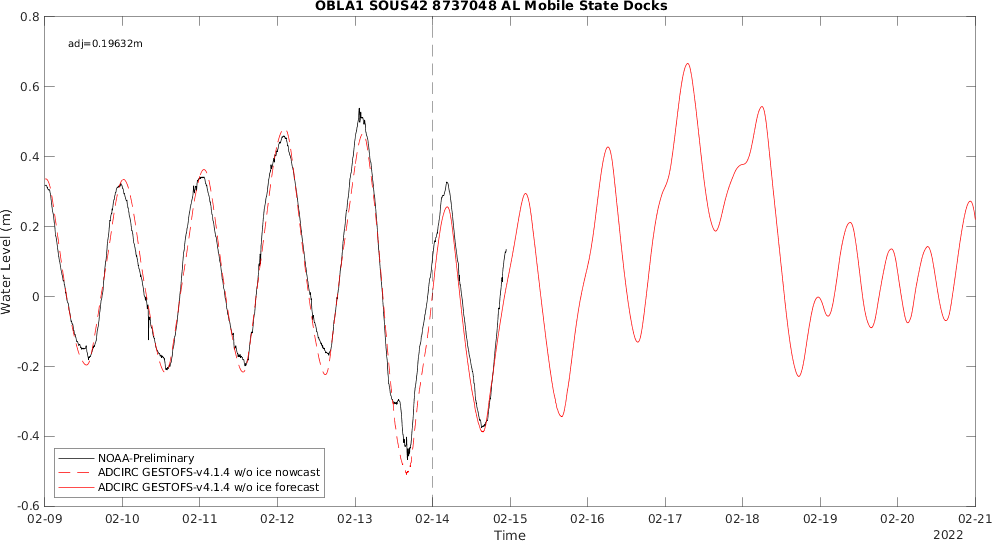 OBLA1 SOUS42 8737048 AL Mobile State Docks
adj=0.19632m
Water Level (m)
0.8
0.6
0.4
0.2
0
-0.2
-0.4
-0.6
NOAA-Preliminary
ADCIRC GESTOFS-v4.1.4 w/o ice nowcast
ADCIRC GESTOFS-v4.1.4 w/o ice forecast
02-09 02-10 02-11 02-12 02-13 02-14 02-15 02-16 02-17 02-18 02-19 02-20 02-21
Time
2022